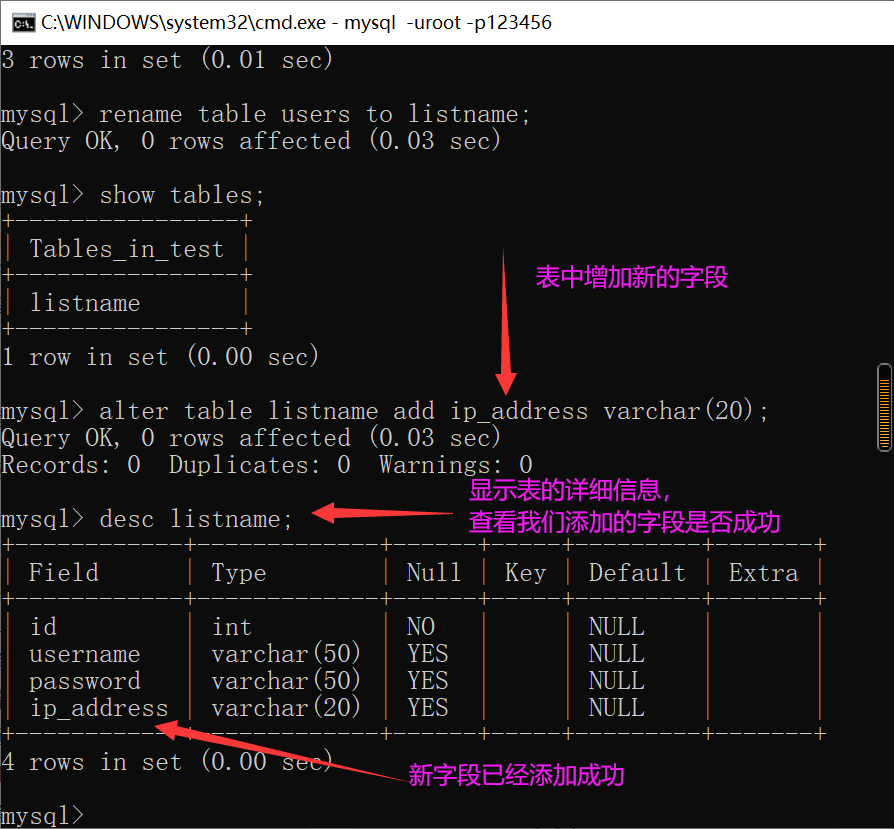 C:\WINDOWS\system32\cmd.exe - mysql  -uroot -p123456
3 rows in set (0.01 sec)
mysql> rename table users to listname;
Query OK, 0 rows affected (0.03 sec)
mysql> show tables;
+----------------+
| Tables_in_test |
+----------------+
| listname       |
+----------------+
1 row in set (0.00 sec)
表中增加新的字段
mysql> alter table listname add ip_address varchar(20);
Query OK, 0 rows affected (0.03 sec)
Records: 0  Duplicates: 0  Warnings: 0
显示表的详细信息，
查看我们添加的字段是否成功
mysql> desc listname;
+------------+-------------+------+-----+---------+-------+
| Field      | Type        | Null | Key | Default | Extra |
+------------+-------------+------+-----+---------+-------+
| id         | int         | NO   |     | NULL    |       |
| username   | varchar(50) | YES  |     | NULL    |       |
| password   | varchar(50) | YES  |     | NULL    |       |
| ip_address | varchar(20) | YES  |     | NULL    |       |
+------------+-------------+------+-----+---------+-------+
4 rows in set (0.00 sec)
新字段已经添加成功
mysql>